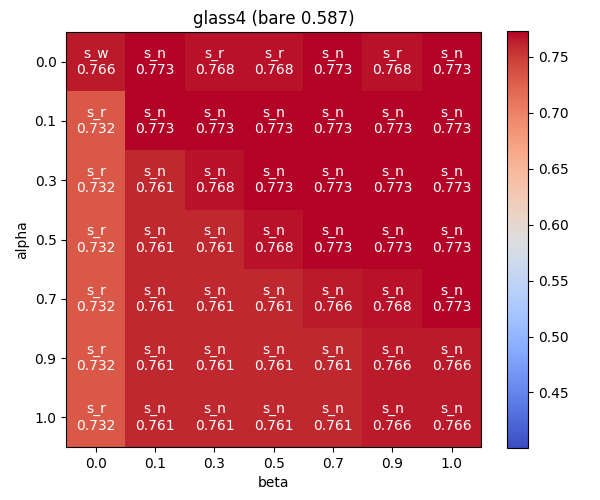 glass4 (bare 0.587)
s_w s_n s_r s_r s_n s_r s_n
0.0 0.766 0.773 0.768 0.768 0.773 0.768 0.773
s_r s_n s_n s_n s_n s_n s_n
0.1 0.732 0.773 0.773 0.773 0.773 0.773 0.773
s_r s_n s_n s_n s_n s_n s_n
0.3 0.732 0.761 0.768 0.773 0.773 0.773 0.773
s_r s_n s_n s_n s_n s_n s_n
0.5 0.732 0.761 0.761 0.768 0.773 0.773 0.773
s_r s_n s_n s_n s_n s_n s_n
0.7 0.732 0.761 0.761 0.761 0.766 0.768 0.773
s_r s_n s_n s_n s_n s_n s_n
0.9 0.732 0.761 0.761 0.761 0.761 0.766 0.766
s_r s_n s_n s_n s_n s_n s_n
1.0 0.732 0.761 0.761 0.761 0.761 0.766 0.766
0.0 0.1 0.3 0.5 0.7 0.9 1.0
beta
alpha
0.75
0.70
0.65
0.60
0.55
0.50
0.45